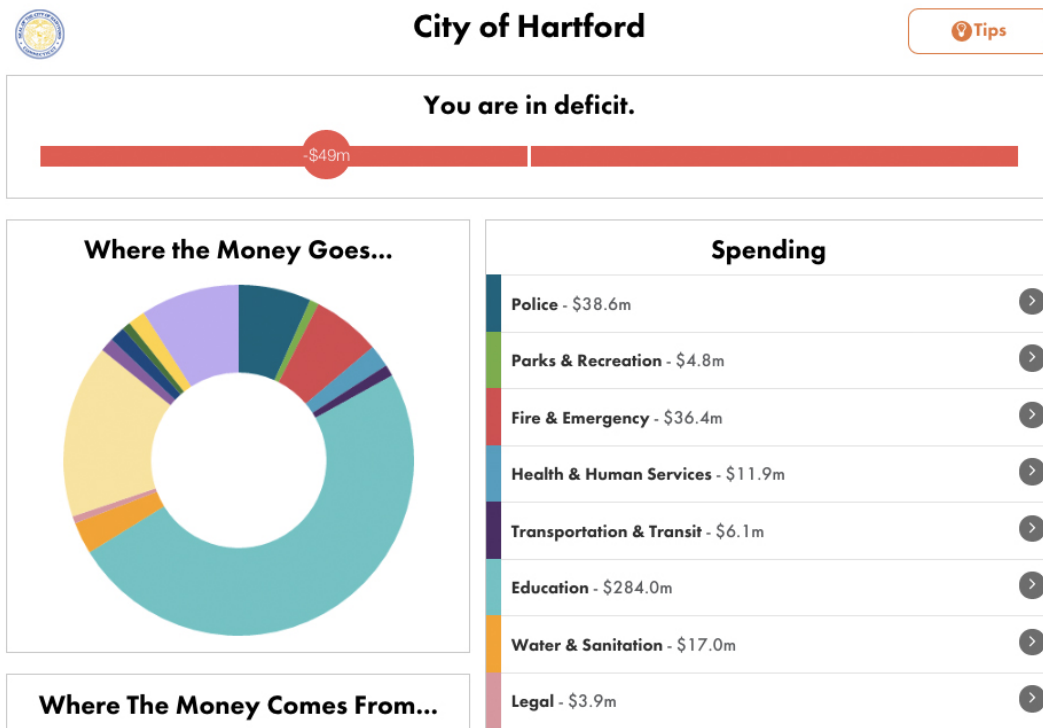 City of Hartford
Tips
You are in deficit.
-$49m
Where the Money Goes...
Spending
Police - $38.6m
Parks & Recreation - $4.8m
Fire & Emergency - $36.4m
Health & Human Services - $11.9m
Transportation & Transit - $6.1m
Education - $284.0m
Water & Sanitation - $17.0m
Legal - $3.9m
Where The Money Comes From...